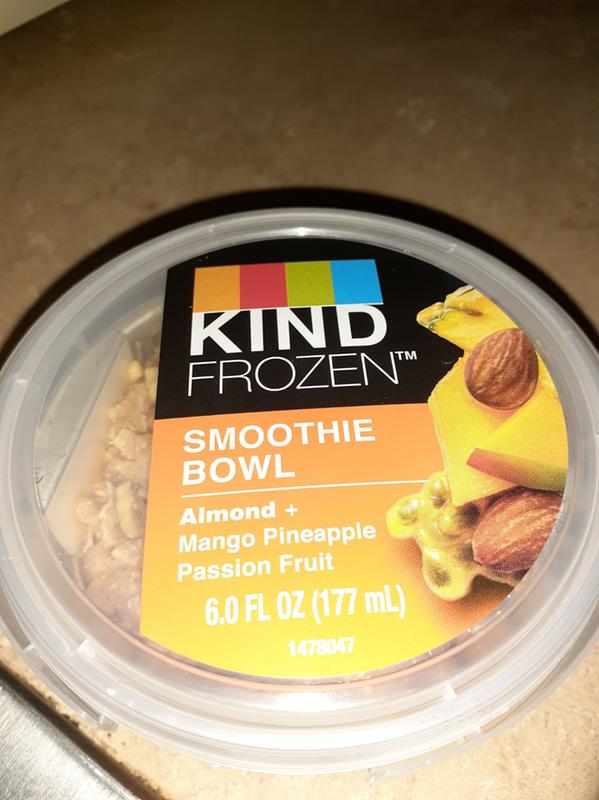 KIND
FROZEN™
SMOOTHIE
BOWL
Almond +
Mango Pineapple
Passion Fruit
6.0 FL OZ (177 mL)
1478047